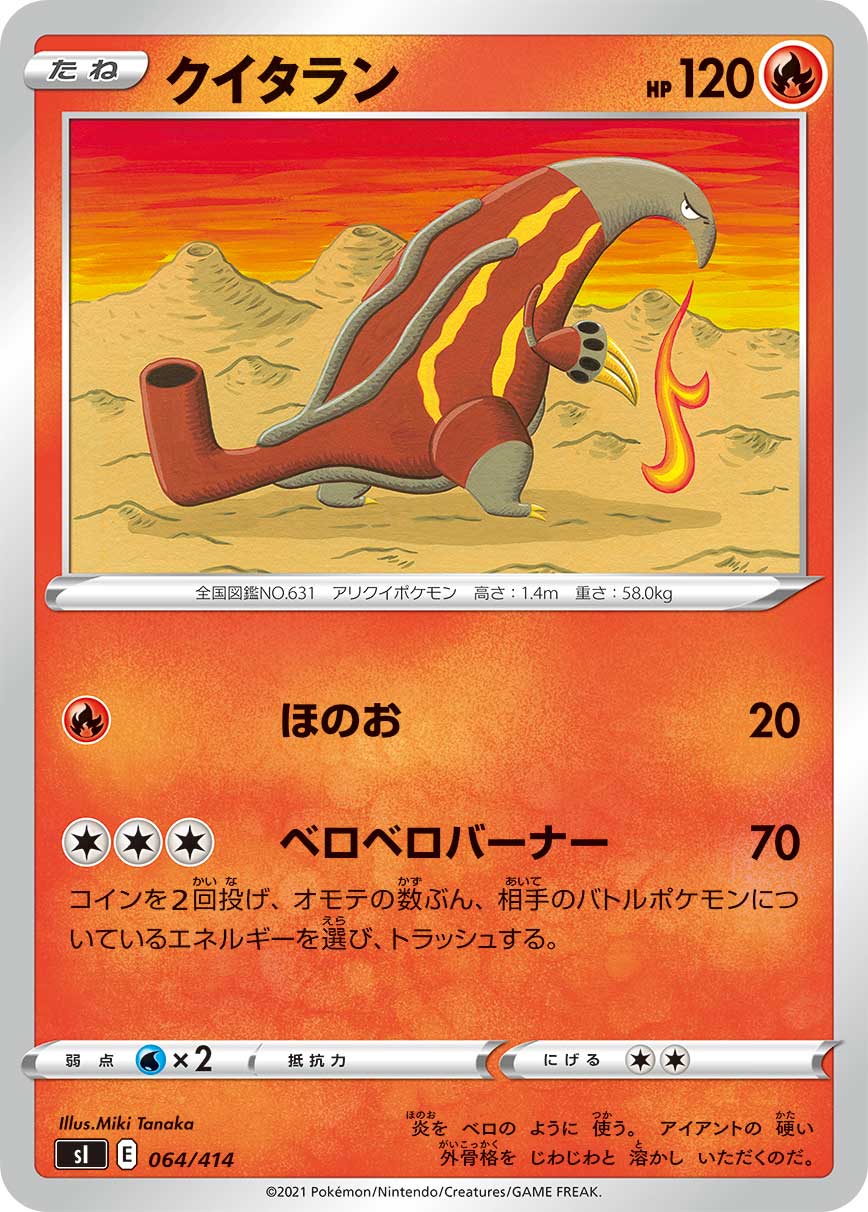 たね クイタラン HP 120
全国図鑑NO.631 アリクイポケモン 高さ：1.4m 重さ：58.0kg
ほのお 20
ベロベロバーナー 70
コインを2回投げ、オモテの数ぶん、相手のバトルポケモンにつ
いているエネルギーを選び、トラッシュする。
弱点 ×2 抵抗力 にげる
Illus.Miki Tanaka
炎を ベロの ように 使う。 アイアントの 硬い
外骨格を じわじわと 溶かし いただくのだ。
sI E 064/414
©2021 Pokémon/Nintendo/Creatures/GAME FREAK.